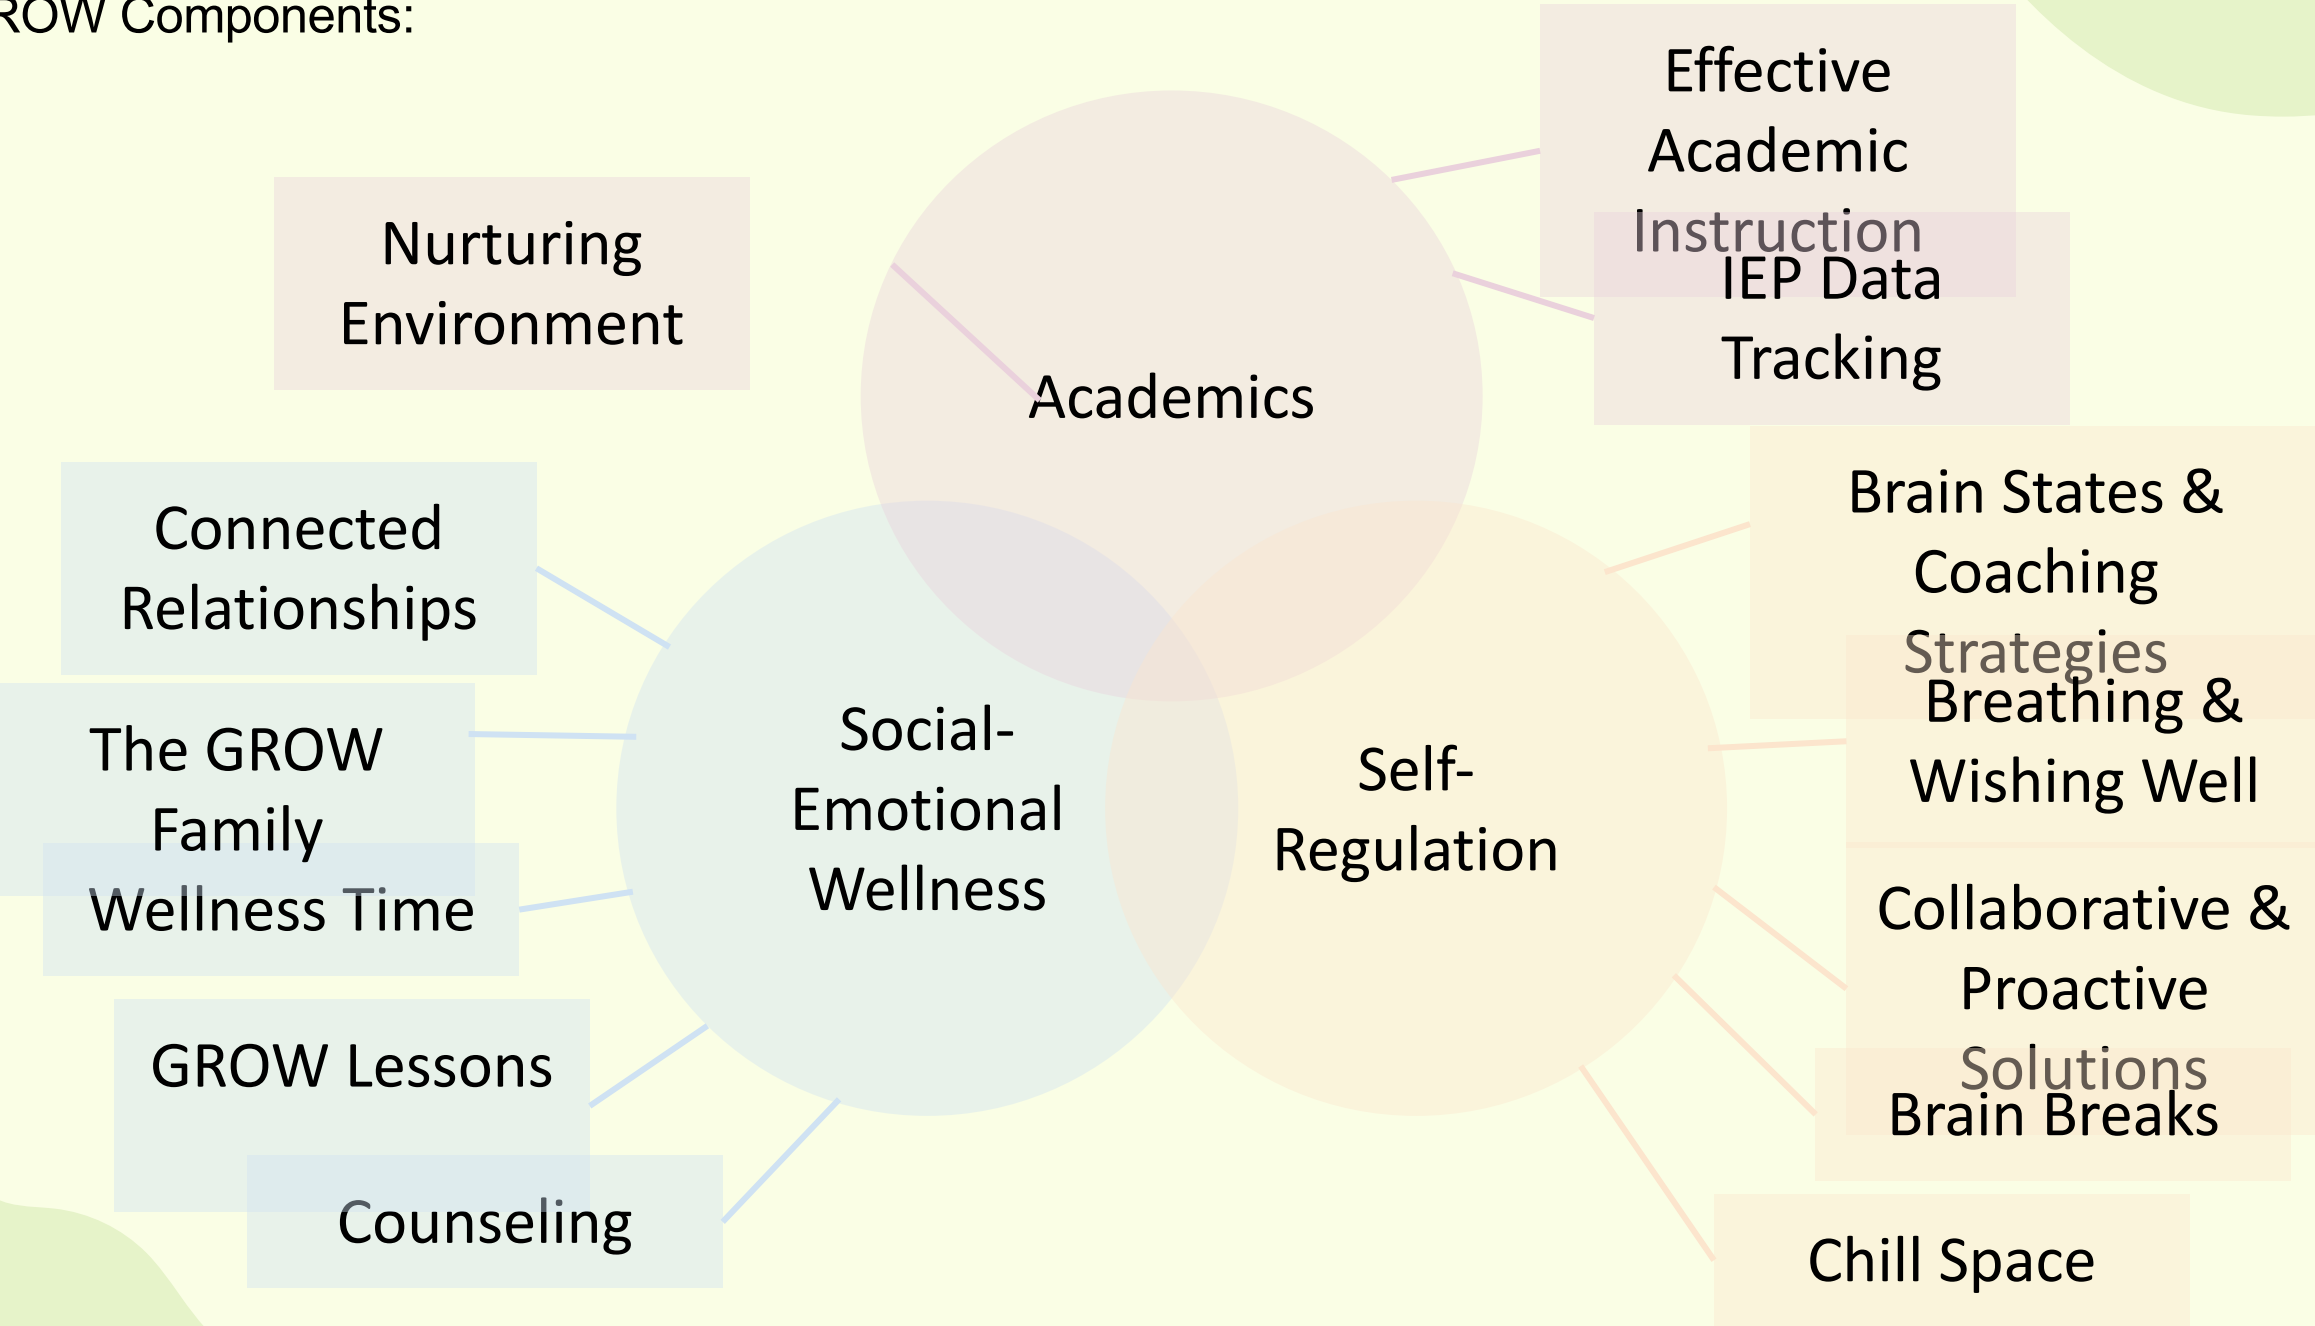 ROW Components:
Effective
Academic
Instruction
IEP Data
Tracking
Nurturing
Environment
Academics
Connected
Relationships
The GROW
Family
Wellness Time
GROW Lessons
Counseling
Social-
Emotional
Wellness
Self-
Regulation
Brain States &
Coaching
Strategies
Breathing &
Wishing Well
Collaborative &
Proactive
Solutions
Brain Breaks
Chill Space